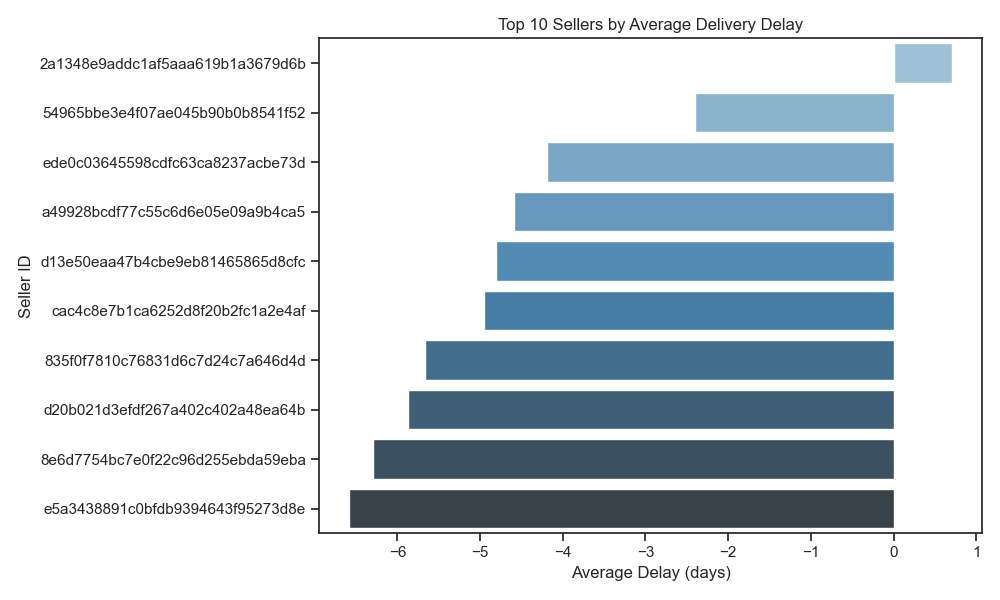 Top 10 Sellers by Average Delivery Delay
2a1348e9addc1af5aaa619b1a3679d6b
54965bbe3e4f07ae045b90b0b8541f52
ede0c03645598cdfc63ca8237acbe73d
a49928bcdf77c55c6d6e05e09a9b4ca5
d13e50eaa47b4cbe9eb81465865d8cfc
cac4c8e7b1ca6252d8f20b2fc1a2e4af
835f0f7810c76831d6c7d24c7a646d4d
d20b021d3efdf267a402c402a48ea64b
8e6d7754bc7e0f22c96d255ebda59eba
e5a3438891c0bfdb9394643f95273d8e
Seller ID
−6 −5 −4 −3 −2 −1 0 1
Average Delay (days)